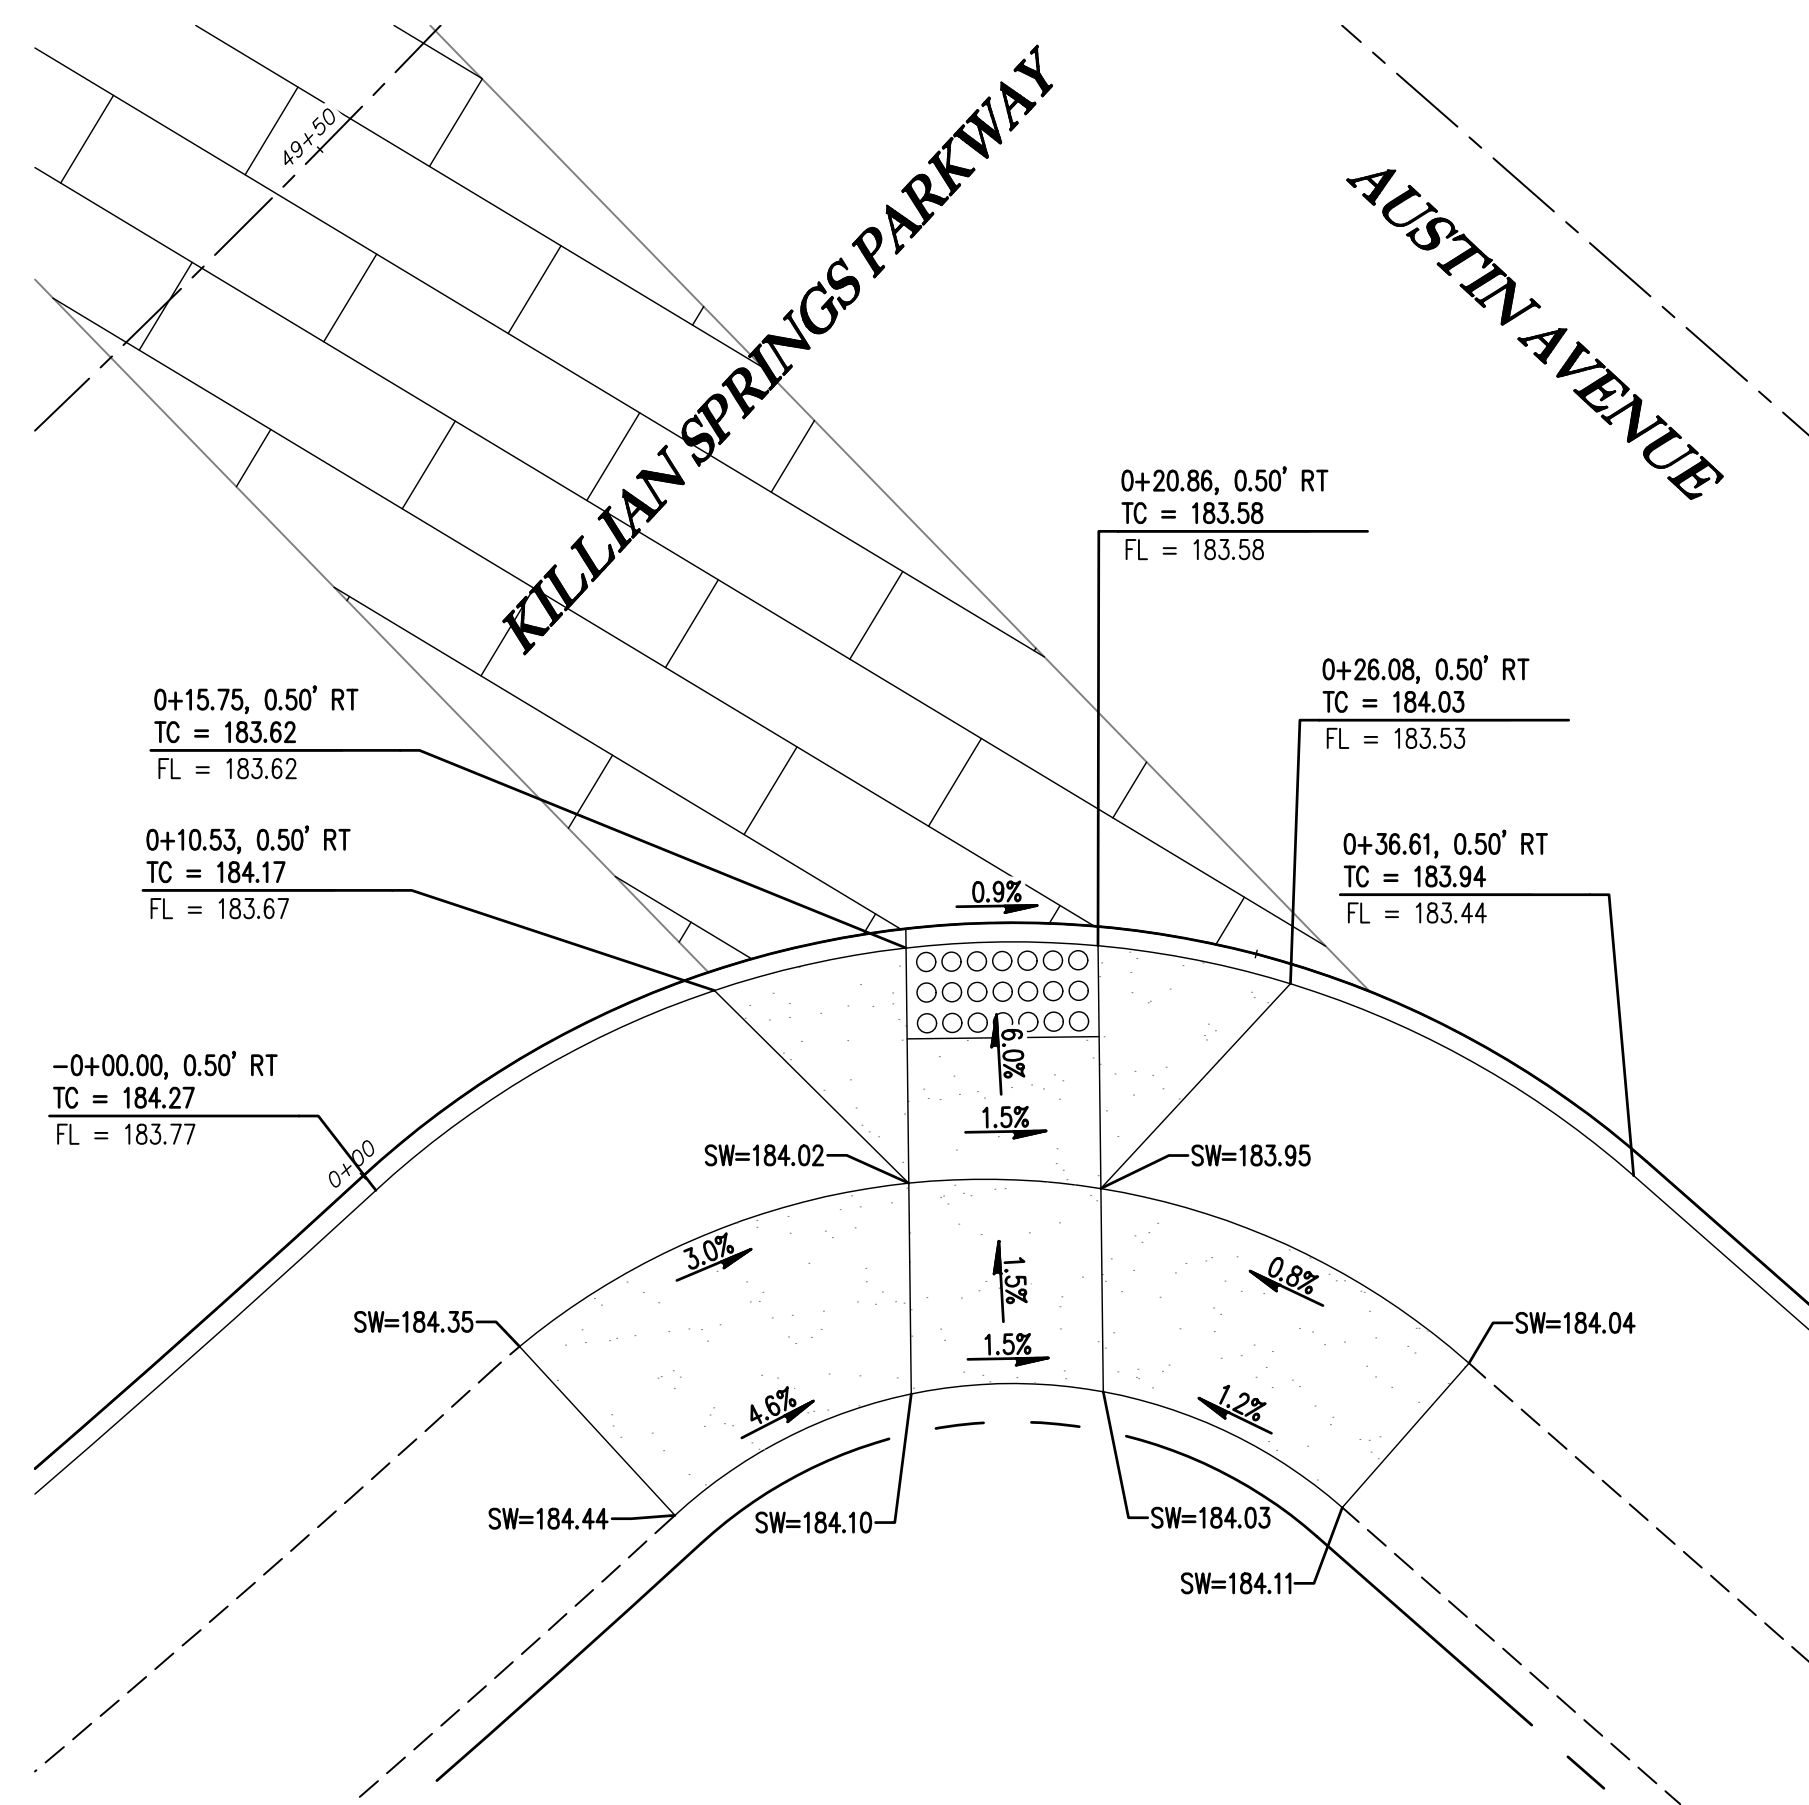 49+50
KILLIAN SPRINGS PARKWAY
AUSTIN AVENUE
0+20.86, 0.50' RT
TC = 183.58
FL = 183.58
0+26.08, 0.50' RT
TC = 184.03
FL = 183.53
0+15.75, 0.50' RT
TC = 183.62
FL = 183.62
0+10.53, 0.50' RT
TC = 184.17
FL = 183.67
0+36.61, 0.50' RT
TC = 183.94
FL = 183.44
0.9%
6.0%
-0+00.00, 0.50' RT
TC = 184.27
FL = 183.77
0+00
1.5%
SW=184.02
SW=183.95
3.0%
1.5%
0.8%
SW=184.35
SW=184.04
1.5%
4.6%
1.2%
SW=184.44
SW=184.10
SW=184.03
SW=184.11